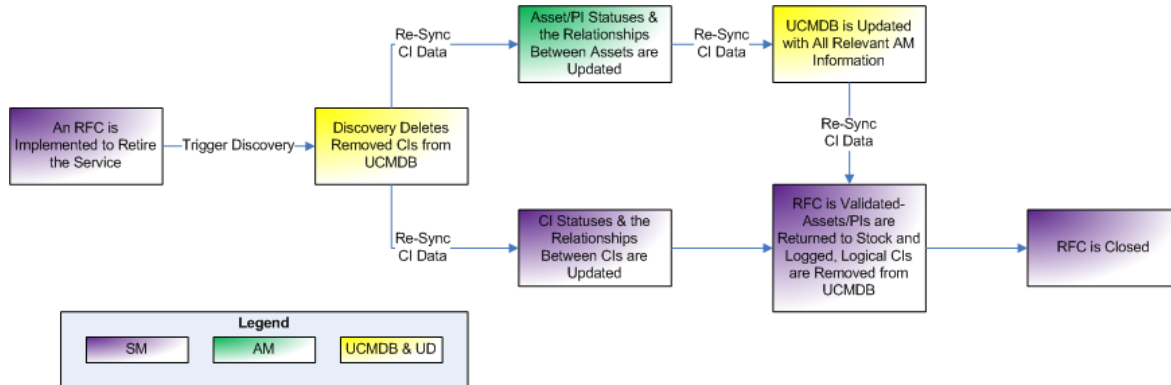 An RFC is
Implemented to Retire
the Service
Trigger Discovery
Discovery Deletes
Removed CIs from
UCMDB
Re-Sync
CI Data
Asset/PI Statuses &
the Relationships
Between Assets are
Updated
Re-Sync
CI Data
UCMDB is Updated
with All Relevant AM
Information
Re-Sync
CI Data
Re-Sync
CI Data
CI Statuses & the
Relationships
Between CIs are
Updated
RFC is Validated-
Assets/PIs are
Returned to Stock and
Logged, Logical CIs
are Removed from
UCMDB
RFC is Closed
Legend
SM
AM
UCMDB & UD